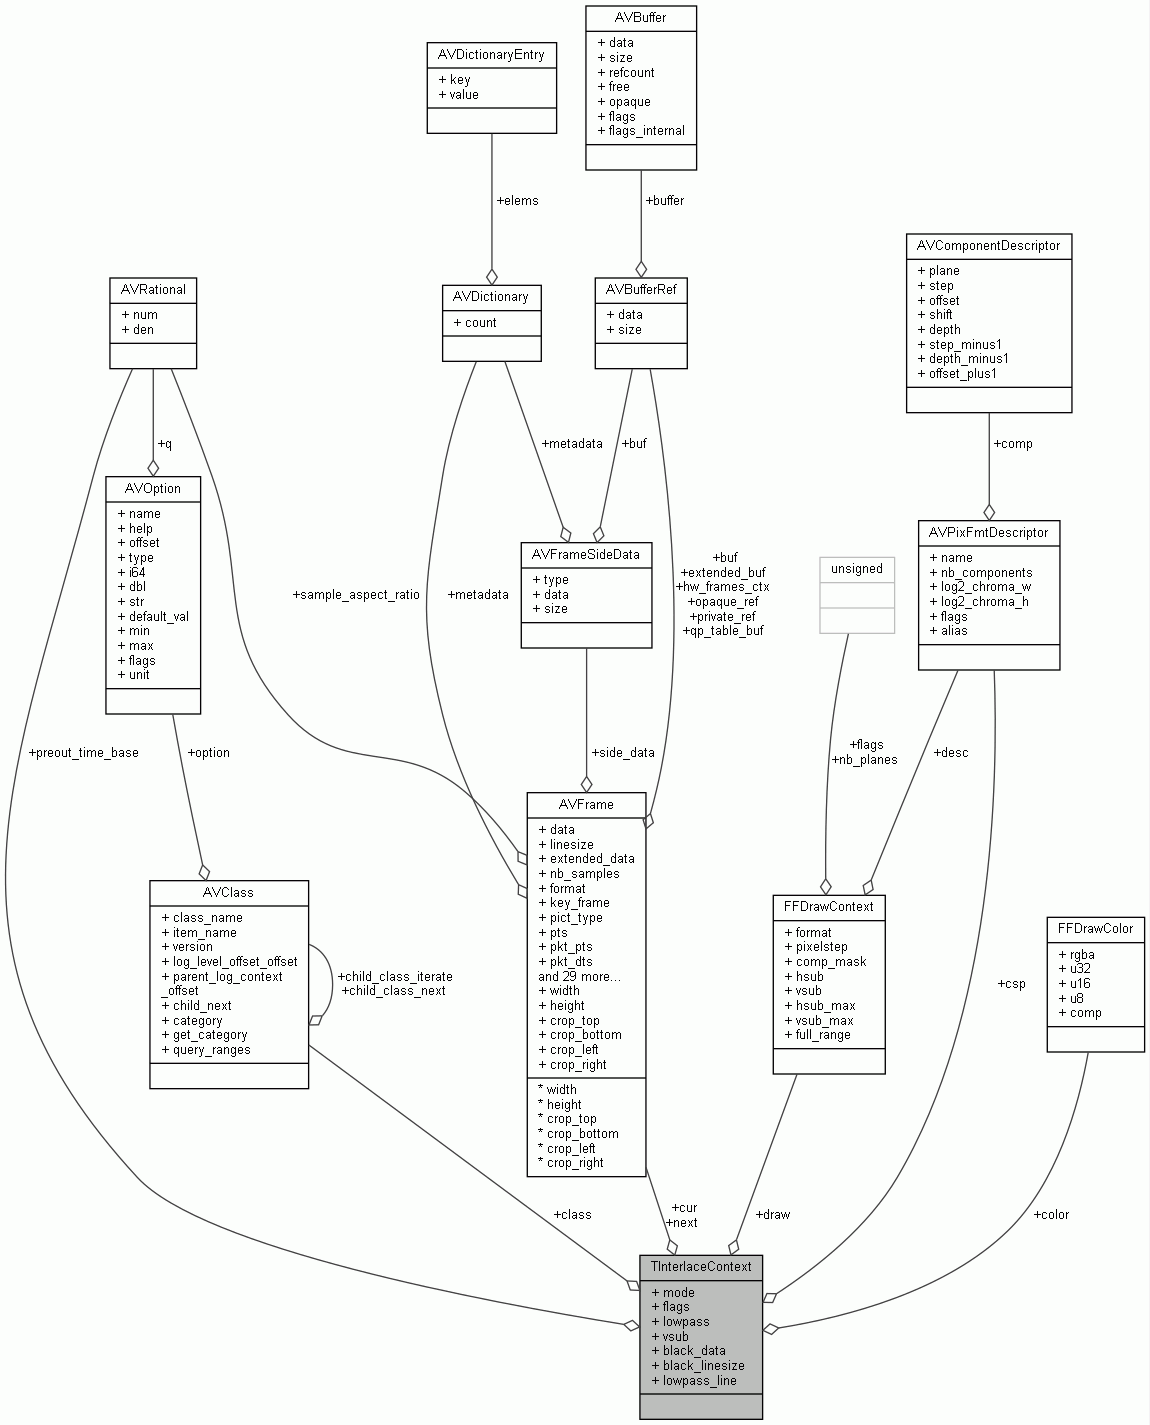 AVBuffer
+ data
+ size
+ refcount
+ free
+ opaque
+ flags
+ flags_internal
AVDictionaryEntry
+ key
+ value
+elems
+buffer
AVComponentDescriptor
+ plane
+ step
+ offset
+ shift
+ depth
+ step_minus1
+ depth_minus1
+ offset_plus1
AVRational
+ num
+ den
AVDictionary
+ count
AVBufferRef
+ data
+ size
+q
+metadata
+buf
+comp
AVOption
+ name
+ help
+ offset
+ type
+ i64
+ dbl
+ str
+ default_val
+ min
+ max
+ flags
+ unit
+sample_aspect_ratio
+metadata
AVFrameSideData
+ type
+ data
+ size
+buf
+extended_buf
+hw_frames_ctx
+opaque_ref
+private_ref
+qp_table_buf
unsigned
AVPixFmtDescriptor
+ name
+ nb_components
+ log2_chroma_w
+ log2_chroma_h
+ flags
+ alias
+preout_time_base
+option
+side_data
+flags
+nb_planes
+desc
AVClass
+ class_name
+ item_name
+ version
+ log_level_offset_offset
+ parent_log_context
_offset
+ child_next
+ category
+ get_category
+ query_ranges
+child_class_iterate
+child_class_next
AVFrame
+ data
+ linesize
+ extended_data
+ nb_samples
+ format
+ key_frame
+ pict_type
+ pts
+ pkt_pts
+ pkt_dts
and 29 more...
+ width
+ height
+ crop_top
+ crop_bottom
+ crop_left
+ crop_right
* width
* height
* crop_top
* crop_bottom
* crop_left
* crop_right
FFDrawContext
+ format
+ pixelstep
+ comp_mask
+ hsub
+ vsub
+ hsub_max
+ vsub_max
+ full_range
+csp
FFDrawColor
+ rgba
+ u32
+ u16
+ u8
+ comp
+class
+cur
+next
+draw
+color
TInterlaceContext
+ mode
+ flags
+ lowpass
+ vsub
+ black_data
+ black_linesize
+ lowpass_line